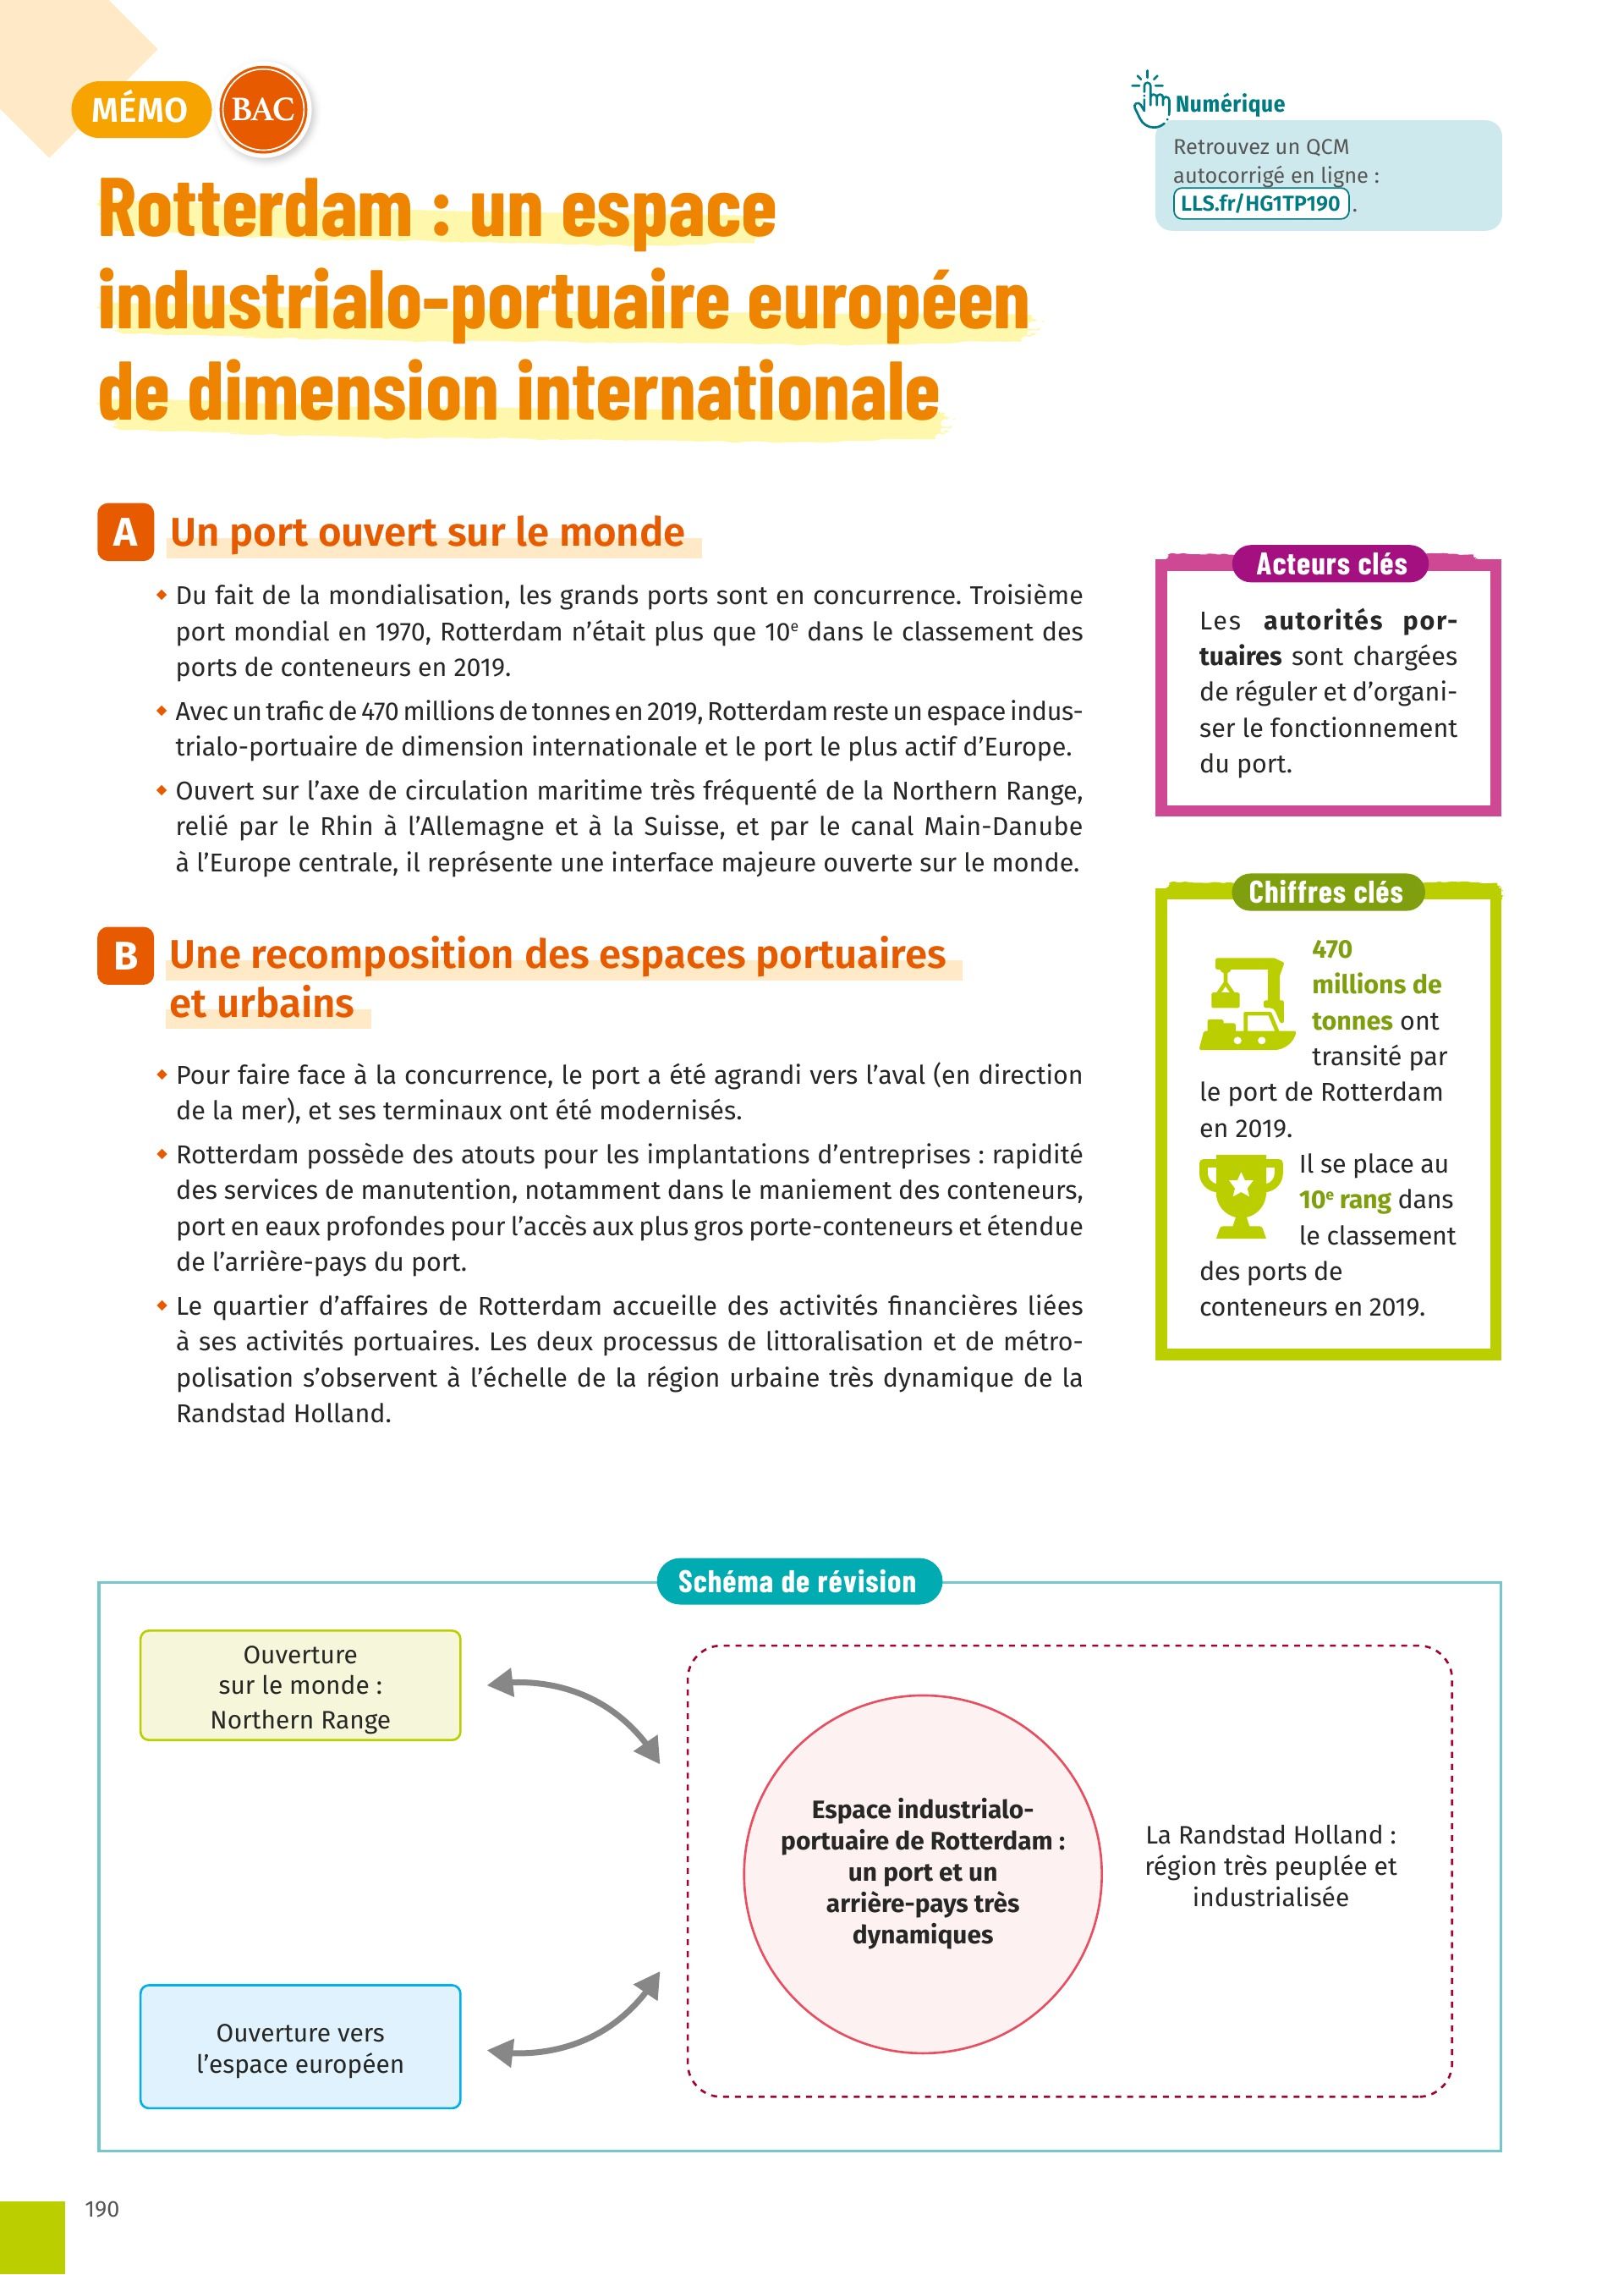 MÉMO
BAC
Numérique
Retrouvez un QCM
autocorrigé en ligne :
LLS.fr/HG1TP190 .
Rotterdam : un espace
industrialo-portuaire européen
de dimension internationale
A
Un port ouvert sur le monde
Du fait de la mondialisation, les grands ports sont en concurrence. Troisième
port mondial en 1970, Rotterdam n’était plus que 10e dans le classement des
ports de conteneurs en 2019.
Avec un trafic de 470 millions de tonnes en 2019, Rotterdam reste un espace indus-
trialo-portuaire de dimension internationale et le port le plus actif d’Europe.
Ouvert sur l’axe de circulation maritime très fréquenté de la Northern Range,
relié par le Rhin à l’Allemagne et à la Suisse, et par le canal Main-Danube
à l’Europe centrale, il représente une interface majeure ouverte sur le monde.
B
Une recomposition des espaces portuaires
et urbains
Pour faire face à la concurrence, le port a été agrandi vers l’aval (en direction
de la mer), et ses terminaux ont été modernisés.
Rotterdam possède des atouts pour les implantations d’entreprises : rapidité
des services de manutention, notamment dans le maniement des conteneurs,
port en eaux profondes pour l’accès aux plus gros porte-conteneurs et étendue
de l’arrière-pays du port.
Le quartier d’affaires de Rotterdam accueille des activités financières liées
à ses activités portuaires. Les deux processus de littoralisation et de métro-
polisation s’observent à l’échelle de la région urbaine très dynamique de la
Randstad Holland.
Acteurs clés
Les autorités por-
tuaires sont chargées
de réguler et d’organi-
ser le fonctionnement
du port.
Chiffres clés
470
millions de
tonnes ont
transité par
le port de Rotterdam
en 2019.
Il se place au
10e rang dans
le classement
des ports de
conteneurs en 2019.
Schéma de révision
Ouverture
sur le monde :
Northern Range
Espace industrialo-
portuaire de Rotterdam :
un port et un
arrière-pays très
dynamiques
La Randstad Holland :
région très peuplée et
industrialisée
Ouverture vers
l’espace européen
190